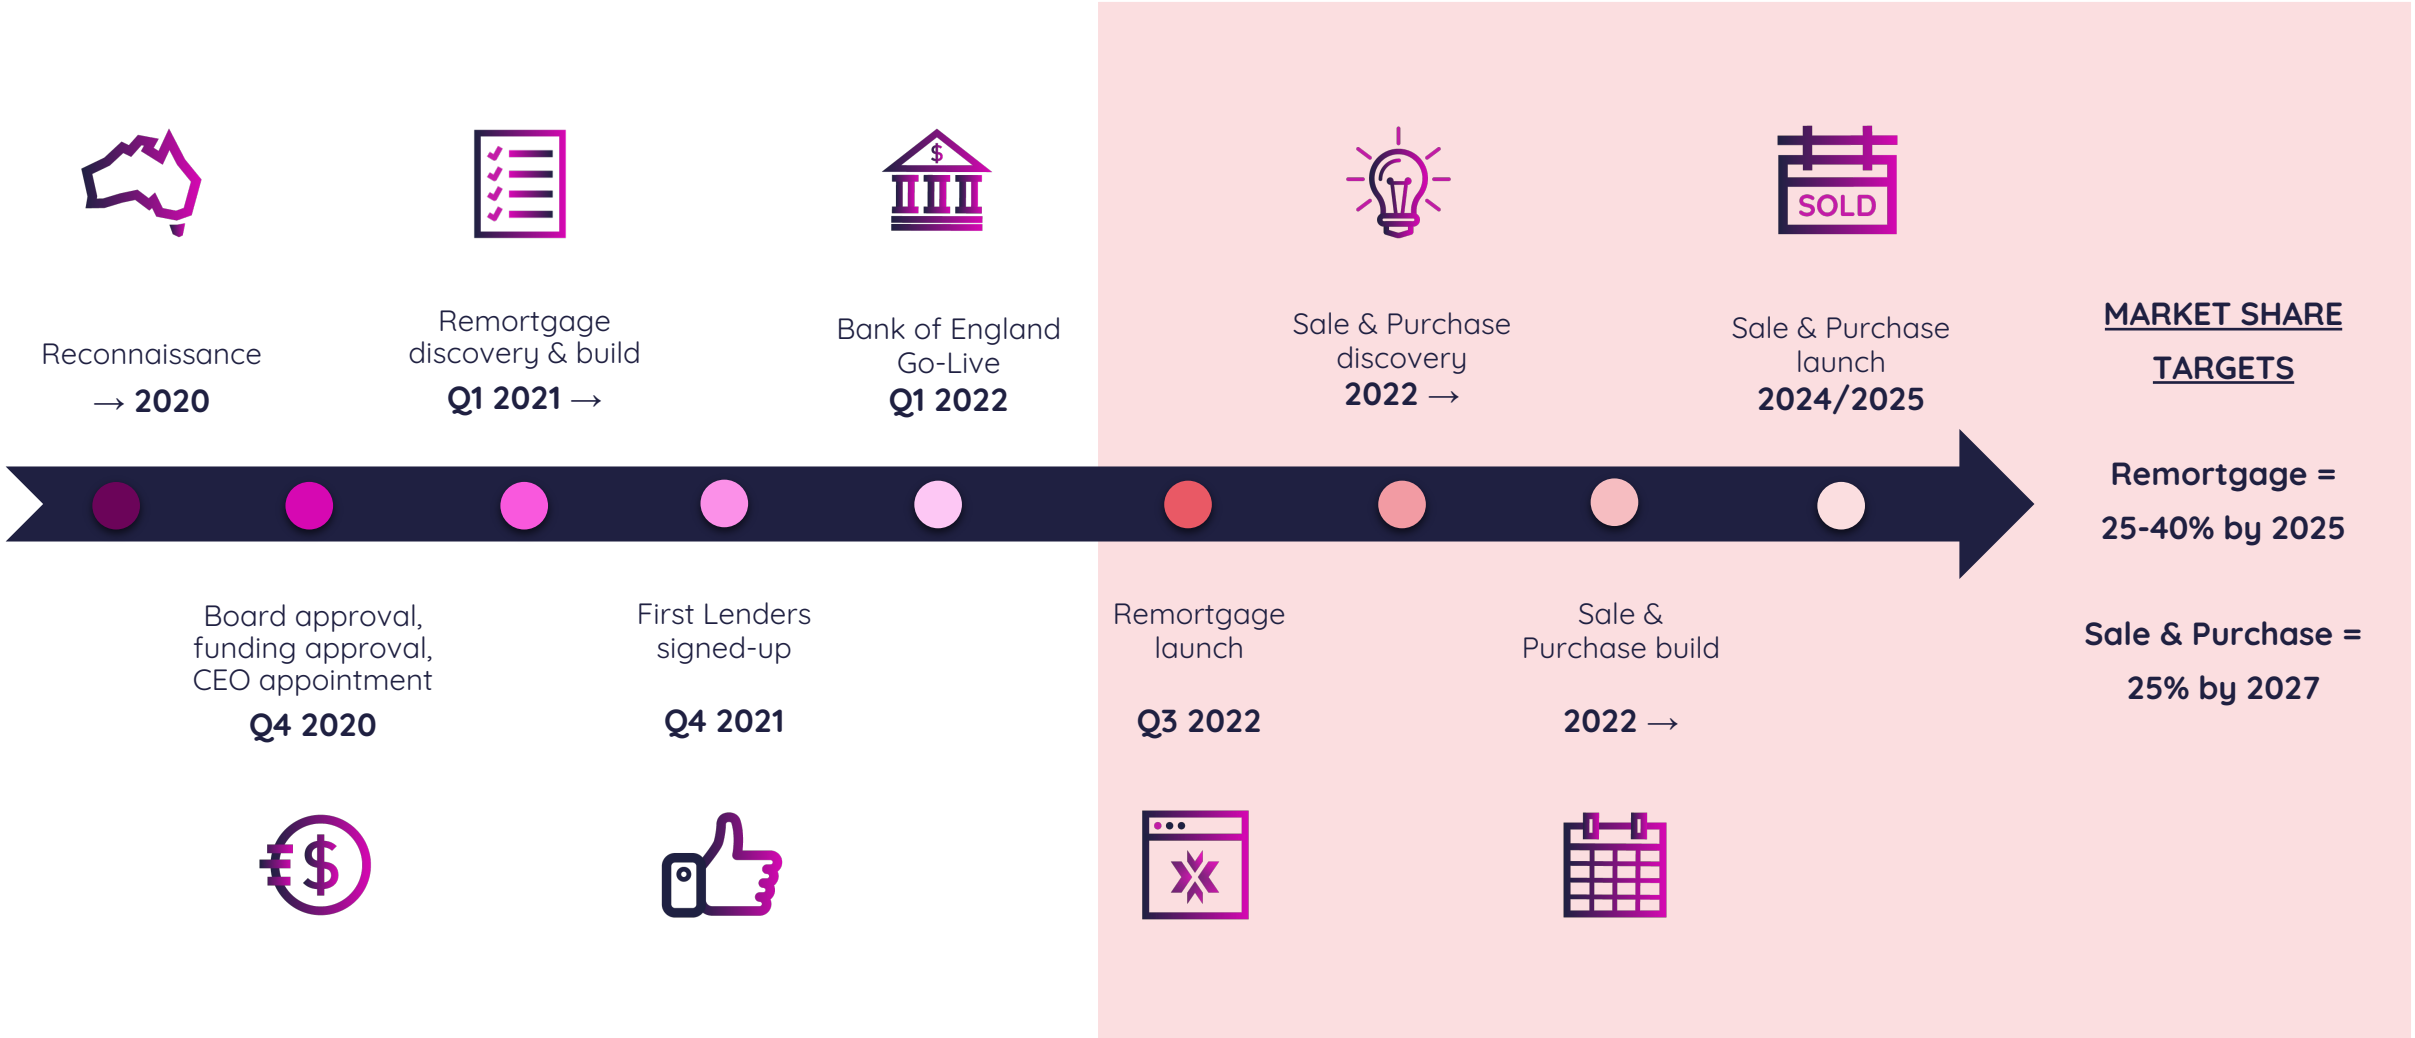 $
SOLD
Reconnaissance
→ 2020
Remortgage
discovery & build
Q1 2021 →
Bank of England
Go-Live
Q1 2022
Sale & Purchase
discovery
2022 →
Sale & Purchase
launch
2024/2025
Board approval,
funding approval,
CEO appointment
Q4 2020
First Lenders
signed-up
Q4 2021
Remortgage
launch
Q3 2022
Sale &
Purchase build
2022 →
$
MARKET SHARE
TARGETS
Remortgage =
25-40% by 2025
Sale & Purchase =
25% by 2027